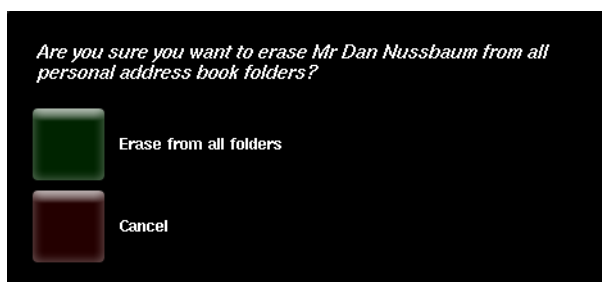 Are you sure you want to erase Mr Dan Nussbaum from all
personal address book folders?
Erase from all folders
Cancel